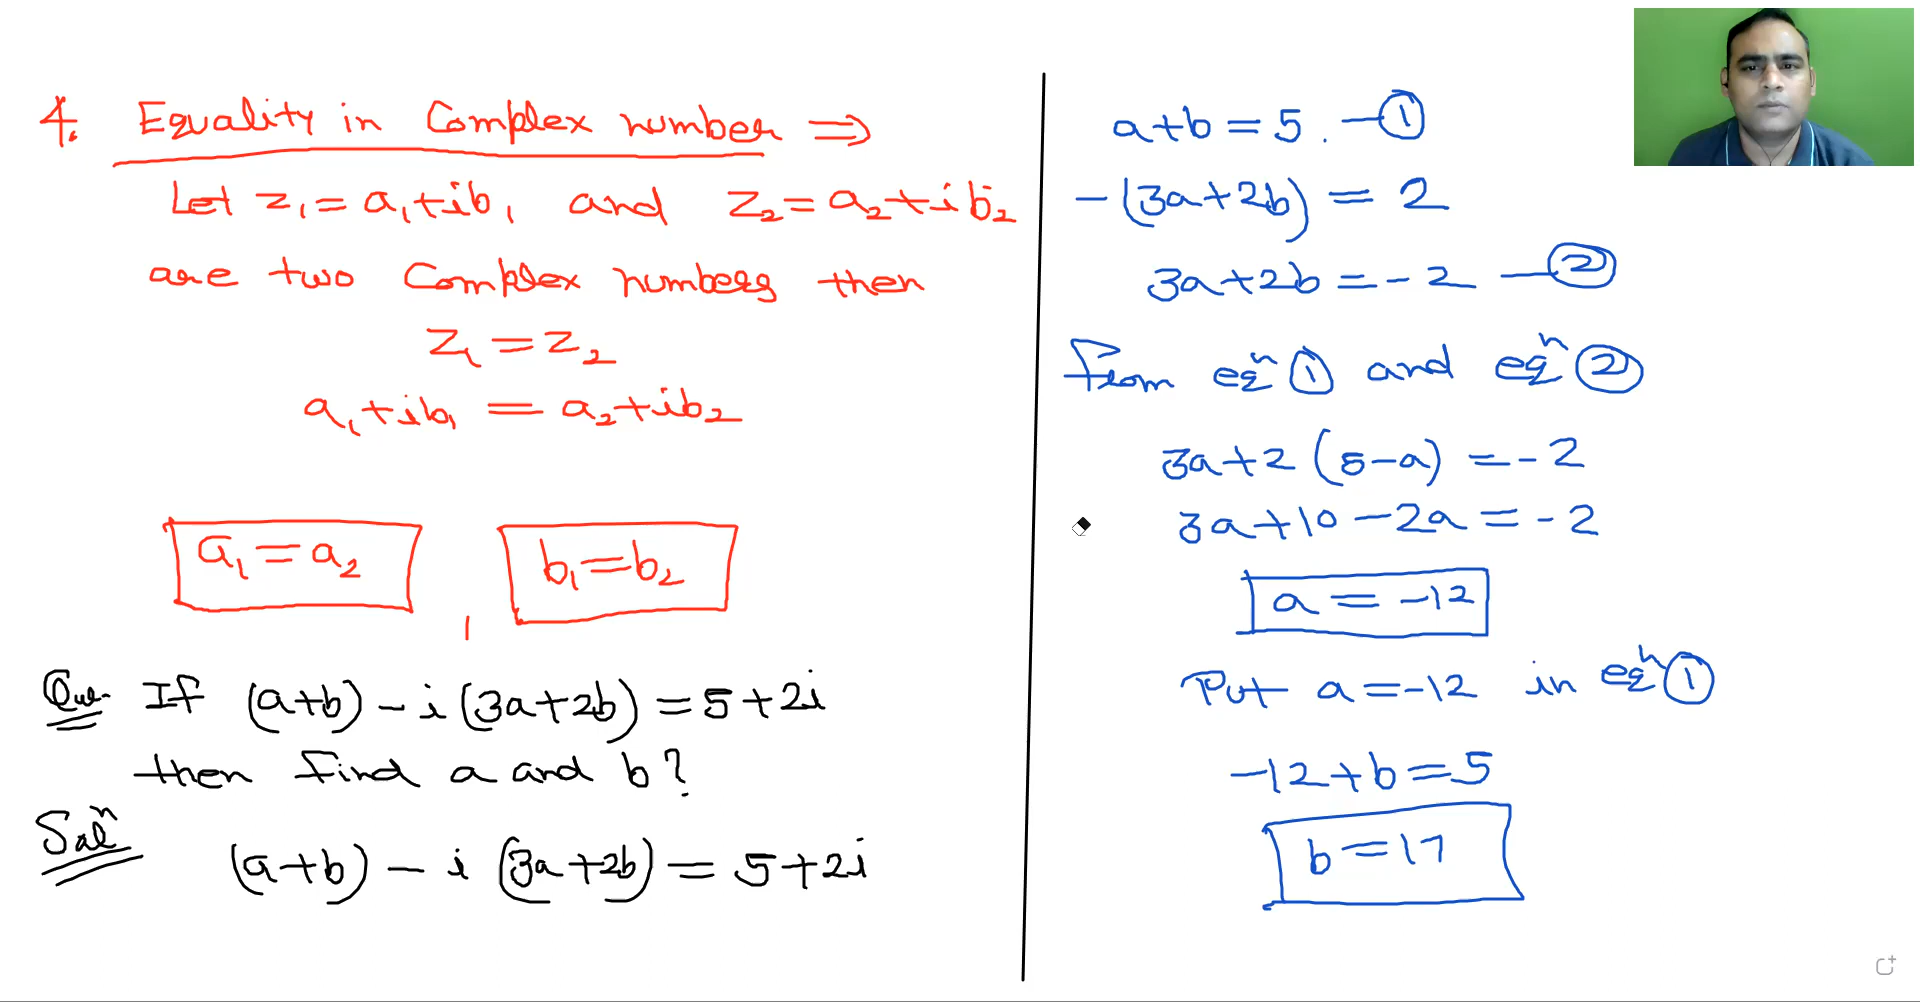 4. Equality in Complex number ⇒
Let z₁ = a₁+ib₁ and z₂ = a₂+ib₂
are two Complex numbers then
z₁ = z₂
a₁+ib₁ = a₂+ib₂
a₁ = a₂ , b₁ = b₂
Que- If (a+b) - i(3a+2b) = 5+2i
then find a and b?
Solⁿ
(a+b) - i (3a+2b) = 5+2i
a+b = 5. —①
-(3a+2b) = 2
3a+2b = -2 —②
From eqⁿ ① and eqⁿ ②
3a+2(5-a) = -2
3a+10-2a = -2
a = -12
Put a = -12 in eqⁿ ①
-12+b = 5
b = 17